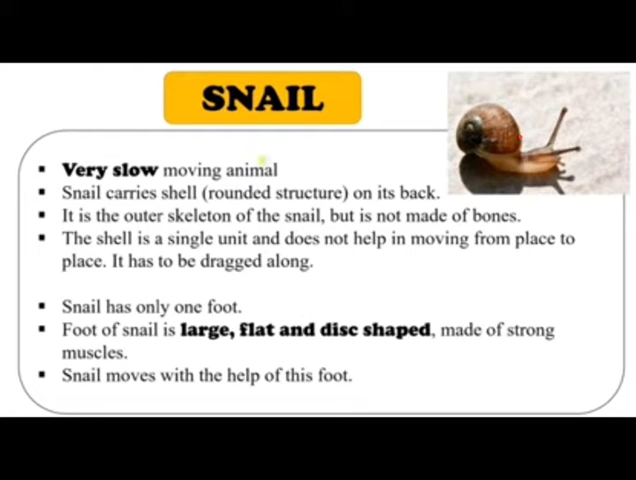 SNAIL
▪ Very slow moving animal
▪ Snail carries shell (rounded structure) on its back.
▪ It is the outer skeleton of the snail, but is not made of bones.
▪ The shell is a single unit and does not help in moving from place to
place. It has to be dragged along.
▪ Snail has only one foot.
▪ Foot of snail is large, flat and disc shaped, made of strong
muscles.
▪ Snail moves with the help of this foot.